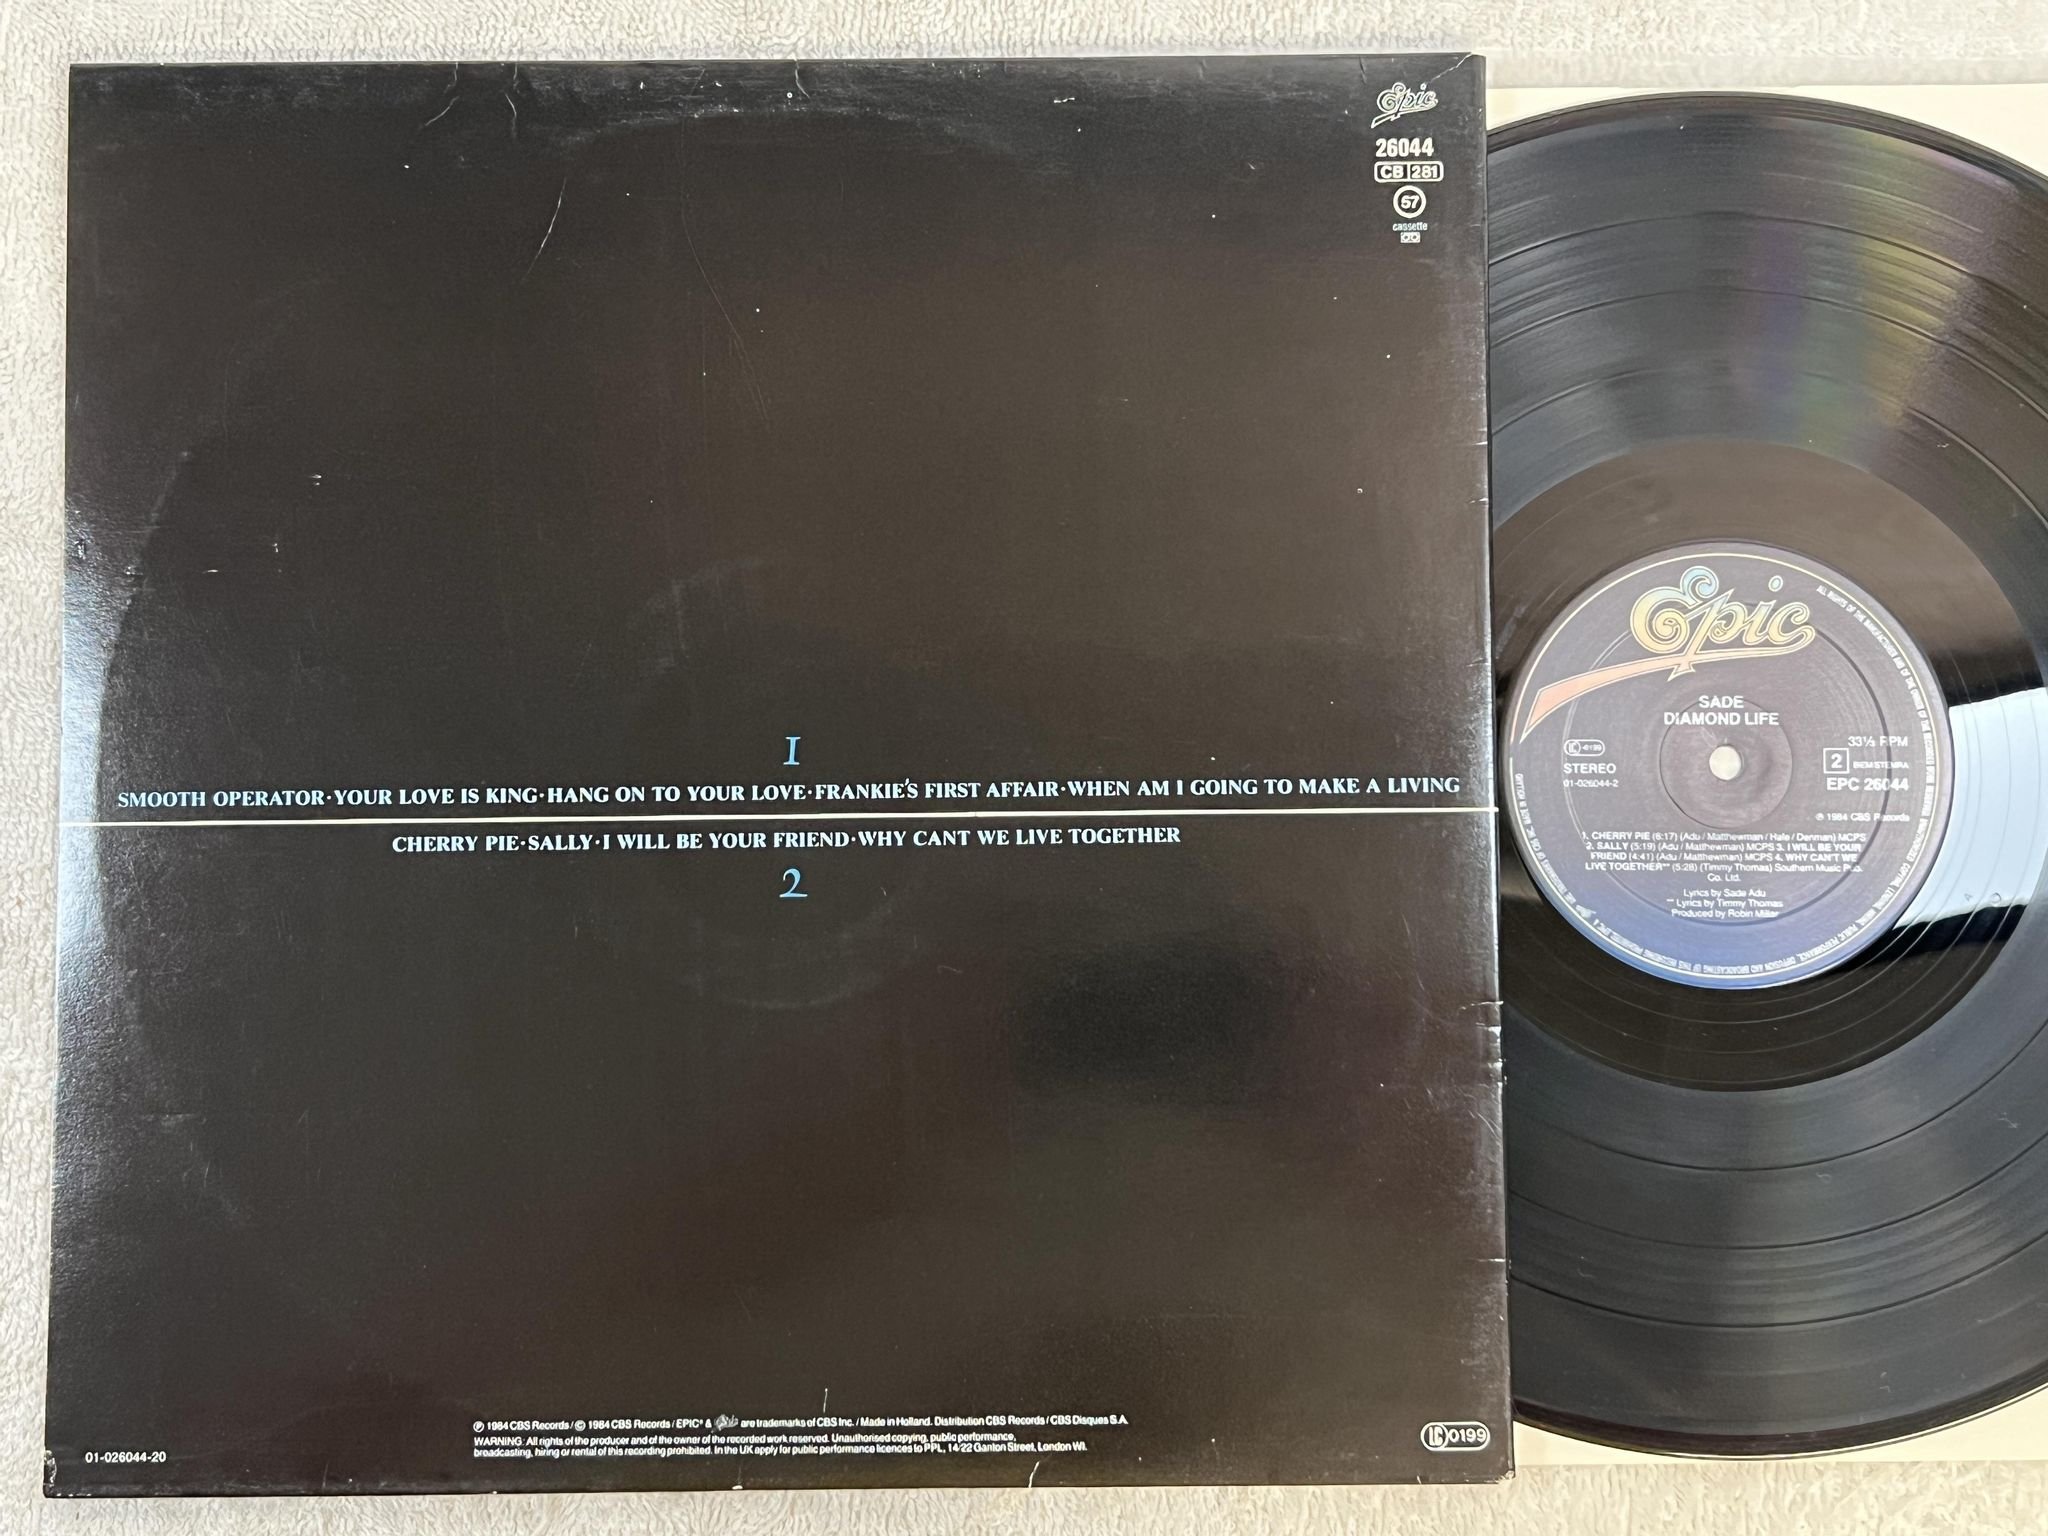 Epic
26044
CB 281
57
cassette
1
SMOOTH OPERATOR·YOUR LOVE IS KING·HANG ON TO YOUR LOVE·FRANKIE'S FIRST AFFAIR·WHEN AM I GOING TO MAKE A LIVING
CHERRY PIE·SALLY·I WILL BE YOUR FRIEND·WHY CANT WE LIVE TOGETHER
2
℗ 1984 CBS Records / © 1984 CBS Records / EPIC® & Epic are trademarks of CBS Inc. / Made in Holland. Distribution CBS Records / CBS Disques S.A.
WARNING: All rights of the producer and of the owner of the recorded work reserved. Unauthorised copying, public performance,
broadcasting, hiring or rental of this recording prohibited. In the UK apply for public performance licences to PPL, 14/22 Ganton Street, London WI.
01-026044-20
LC 0199
Epic
SADE
DIAMOND LIFE
LC 0199
STEREO
01-026044-2
33⅓ RPM
2 BIEM STEMRA
EPC 26044
℗ 1984 CBS Records
1. CHERRY PIE (6:17) (Adu / Matthewman / Hale / Denman) MCPS
2. SALLY (5:19) (Adu / Matthewman) MCPS 3. I WILL BE YOUR
FRIEND (4:41) (Adu / Matthewman) MCPS 4. WHY CAN'T WE
LIVE TOGETHER** (5:28) (Timmy Thomas) Southern Music Pub.
Co. Ltd.
Lyrics by Sade Adu
** Lyrics by Timmy Thomas
Produced by Robin Millar